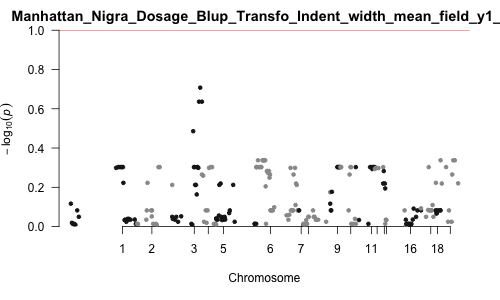 Manhattan_Nigra_Dosage_Blup_Transfo_Indent_width_mean_field_y1_
1.0
0.8
0.6
0.4
0.2
0.0
− log₁₀(p)
1 2 3 5 6 7 9 11 16 18
Chromosome